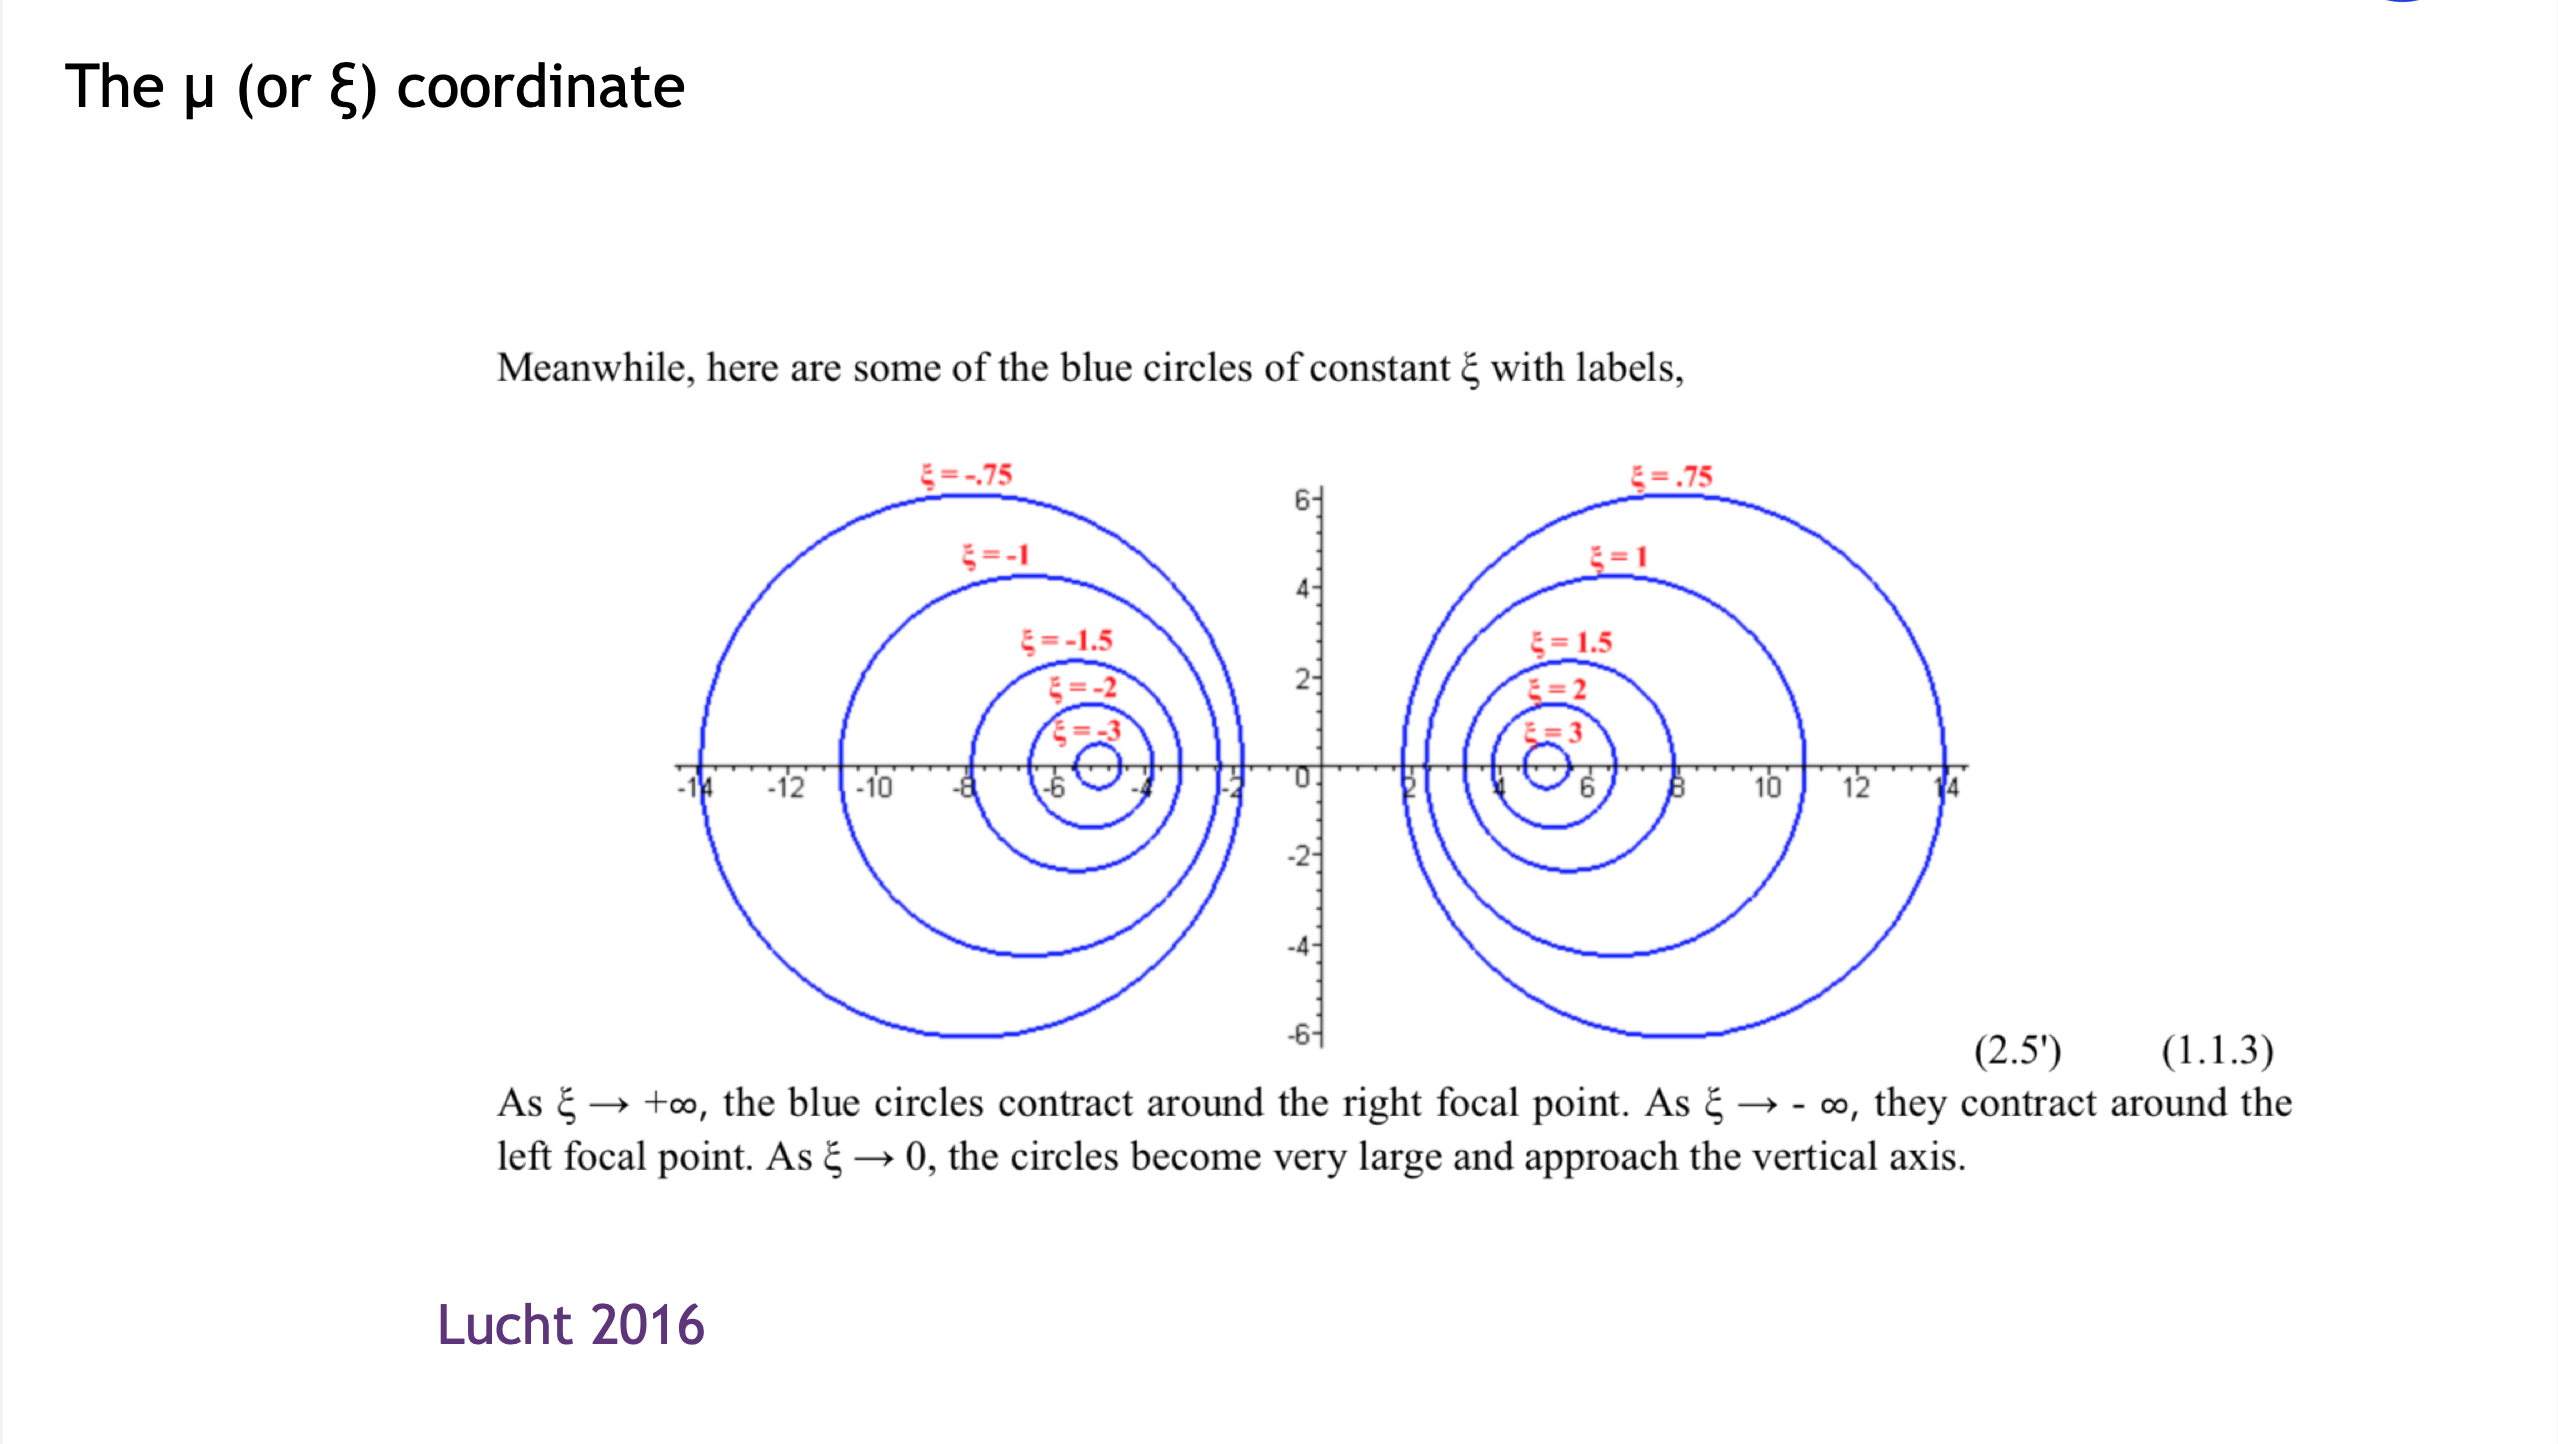 The μ (or ξ) coordinate
Meanwhile, here are some of the blue circles of constant ξ with labels,
ξ = -.75
ξ = .75
6
ξ = -1
ξ = 1
4
ξ = -1.5
ξ = 1.5
2
ξ = -2
ξ = 2
ξ = -3
ξ = 3
-14 -12 -10 -8 -6 -4 -2 0 2 4 6 8 10 12 14
-2
-4
-6
(2.5') (1.1.3)
As ξ → +∞, the blue circles contract around the right focal point. As ξ → - ∞, they contract around the
left focal point. As ξ → 0, the circles become very large and approach the vertical axis.
Lucht 2016